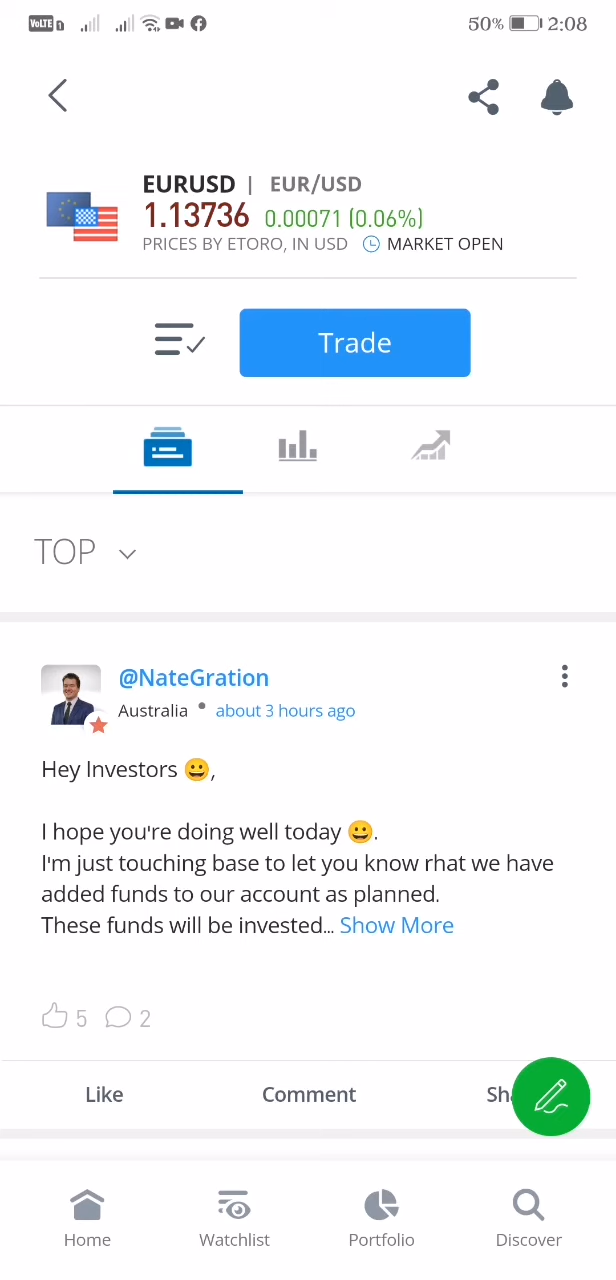 VoLTE 1 50% 2:08
EURUSD | EUR/USD
1.13736 0.00071 (0.06%)
PRICES BY ETORO, IN USD MARKET OPEN
Trade
TOP
@NateGration
Australia • about 3 hours ago
Hey Investors 😀,
I hope you're doing well today 😀.
I'm just touching base to let you know rhat we have
added funds to our account as planned.
These funds will be invested... Show More
5 2
Like Comment Sha
Home Watchlist Portfolio Discover